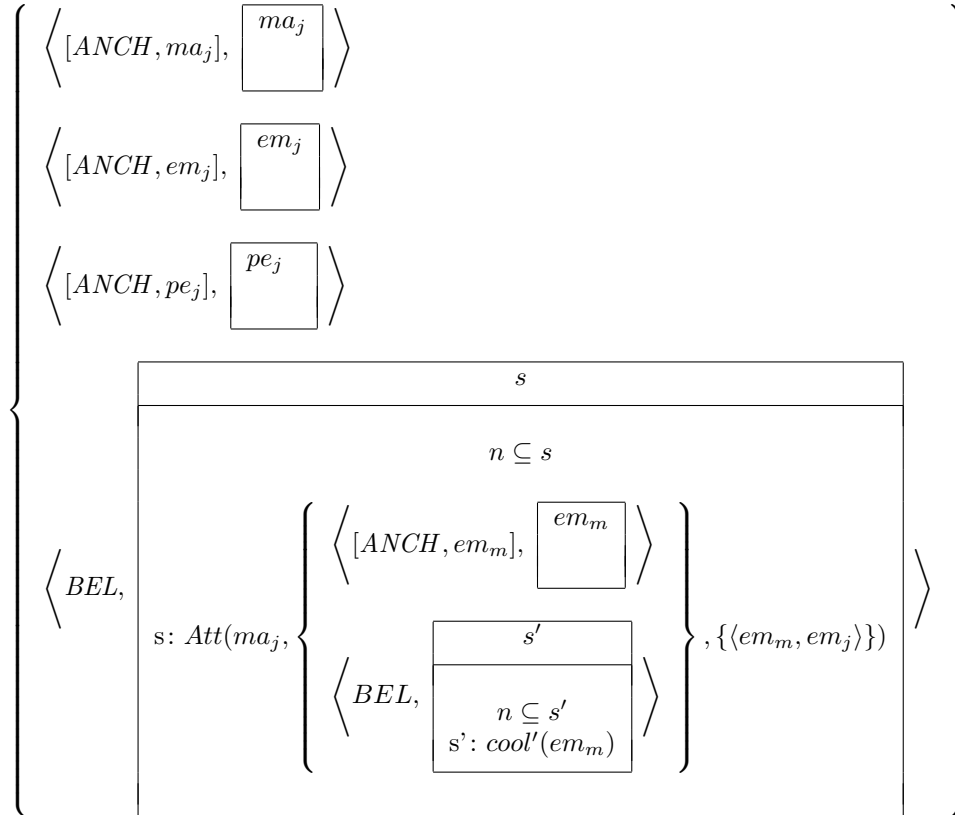 ⟨[ANCH, ma_j], ma_j⟩
⟨[ANCH, em_j], em_j⟩
⟨[ANCH, pe_j], pe_j⟩
s
n ⊆ s
⟨[ANCH, em_m], em_m⟩
⟨BEL, s: Att(ma_j, { , {⟨em_m, em_j⟩}) ⟩
s′
⟨BEL, n ⊆ s′ ⟩
s’: cool′(em_m)